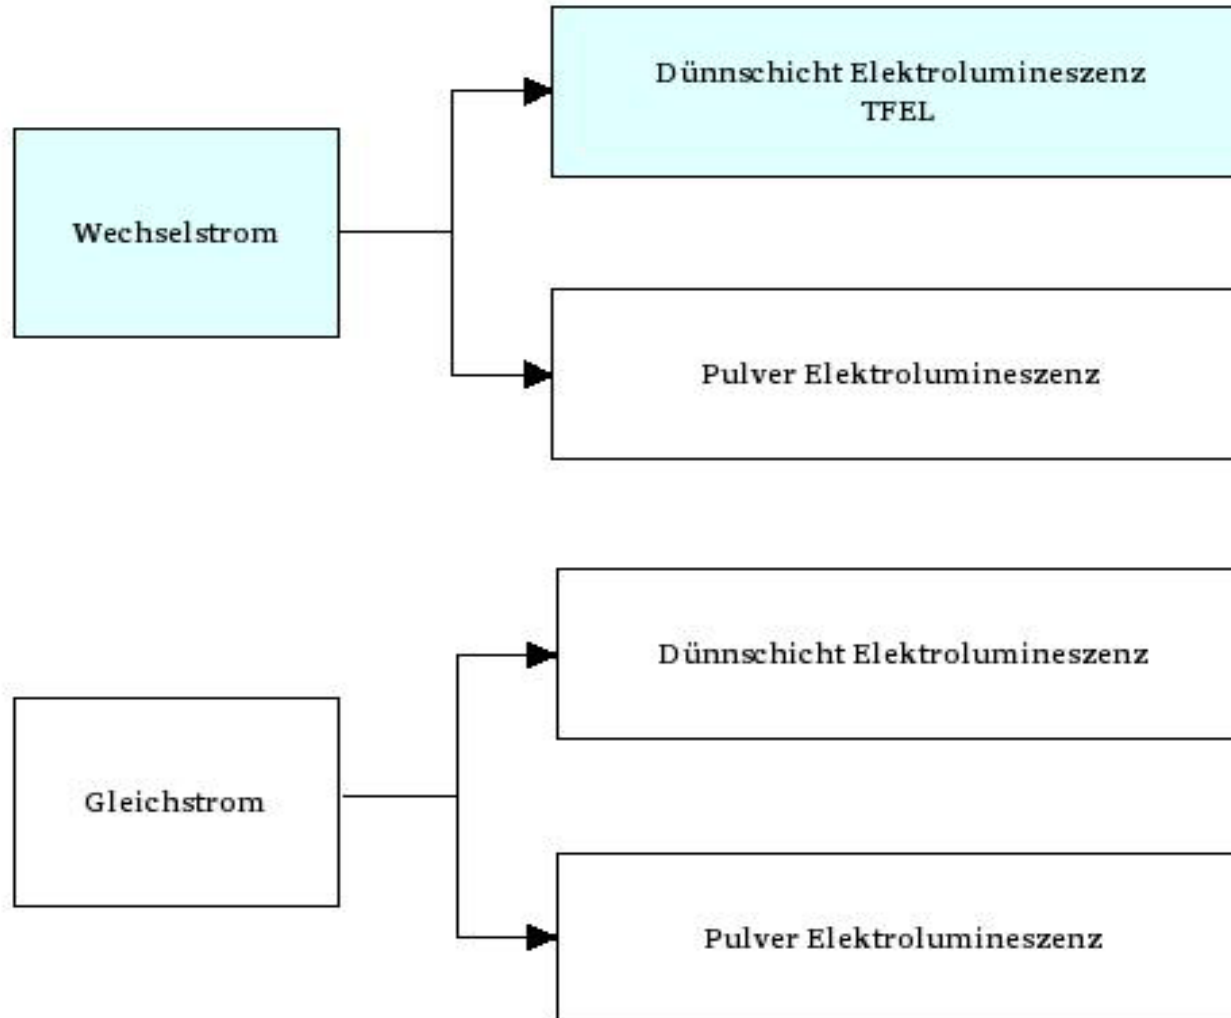 Dünnschicht Elektrolumineszenz
TFEL
Wechselstrom
Pulver Elektrolumineszenz
Dünnschicht Elektrolumineszenz
Gleichstrom
Pulver Elektrolumineszenz